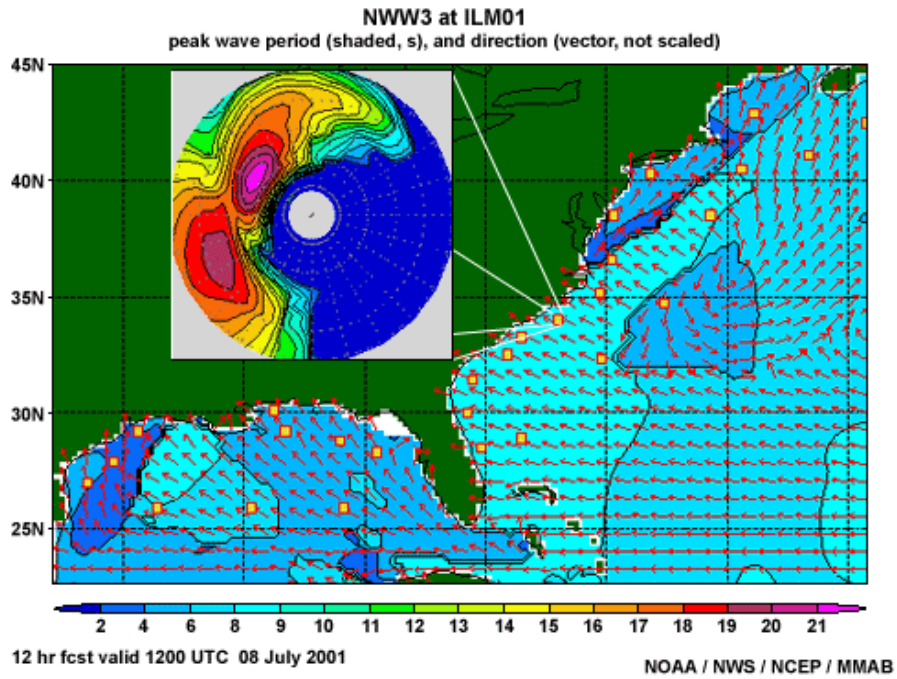 NWW3 at ILM01
peak wave period (shaded, s), and direction (vector, not scaled)
45N
40N
35N
30N
25N
2 4 6 8 9 10 11 12 13 14 15 16 17 18 19 20 21
12 hr fcst valid 1200 UTC 08 July 2001
NOAA / NWS / NCEP / MMAB